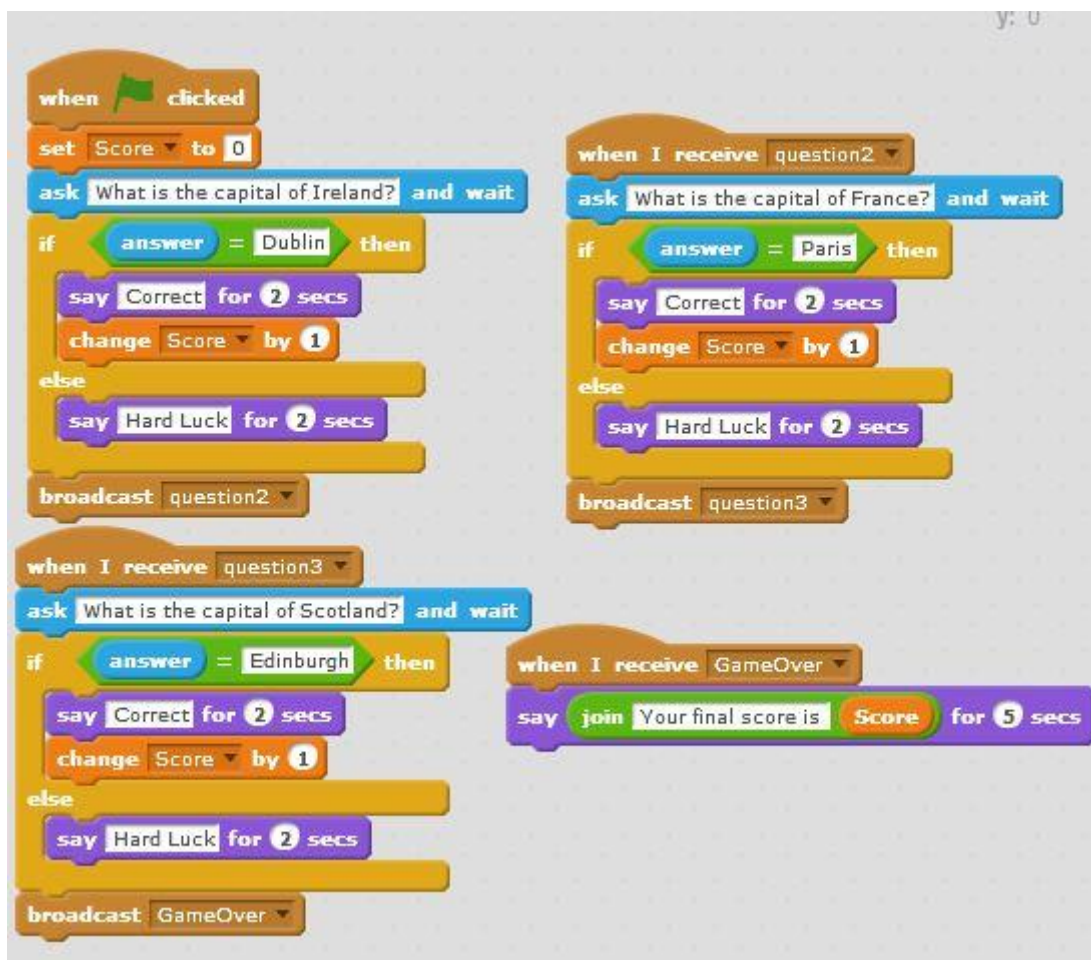 y: 0
when clicked
set Score to 0
ask What is the capital of Ireland? and wait
if answer = Dublin then
say Correct for 2 secs
change Score by 1
else
say Hard Luck for 2 secs
broadcast question2
when I receive question2
ask What is the capital of France? and wait
if answer = Paris then
say Correct for 2 secs
change Score by 1
else
say Hard Luck for 2 secs
broadcast question3
when I receive question3
ask What is the capital of Scotland? and wait
if answer = Edinburgh then
say Correct for 2 secs
change Score by 1
else
say Hard Luck for 2 secs
broadcast GameOver
when I receive GameOver
say join Your final score is Score for 5 secs